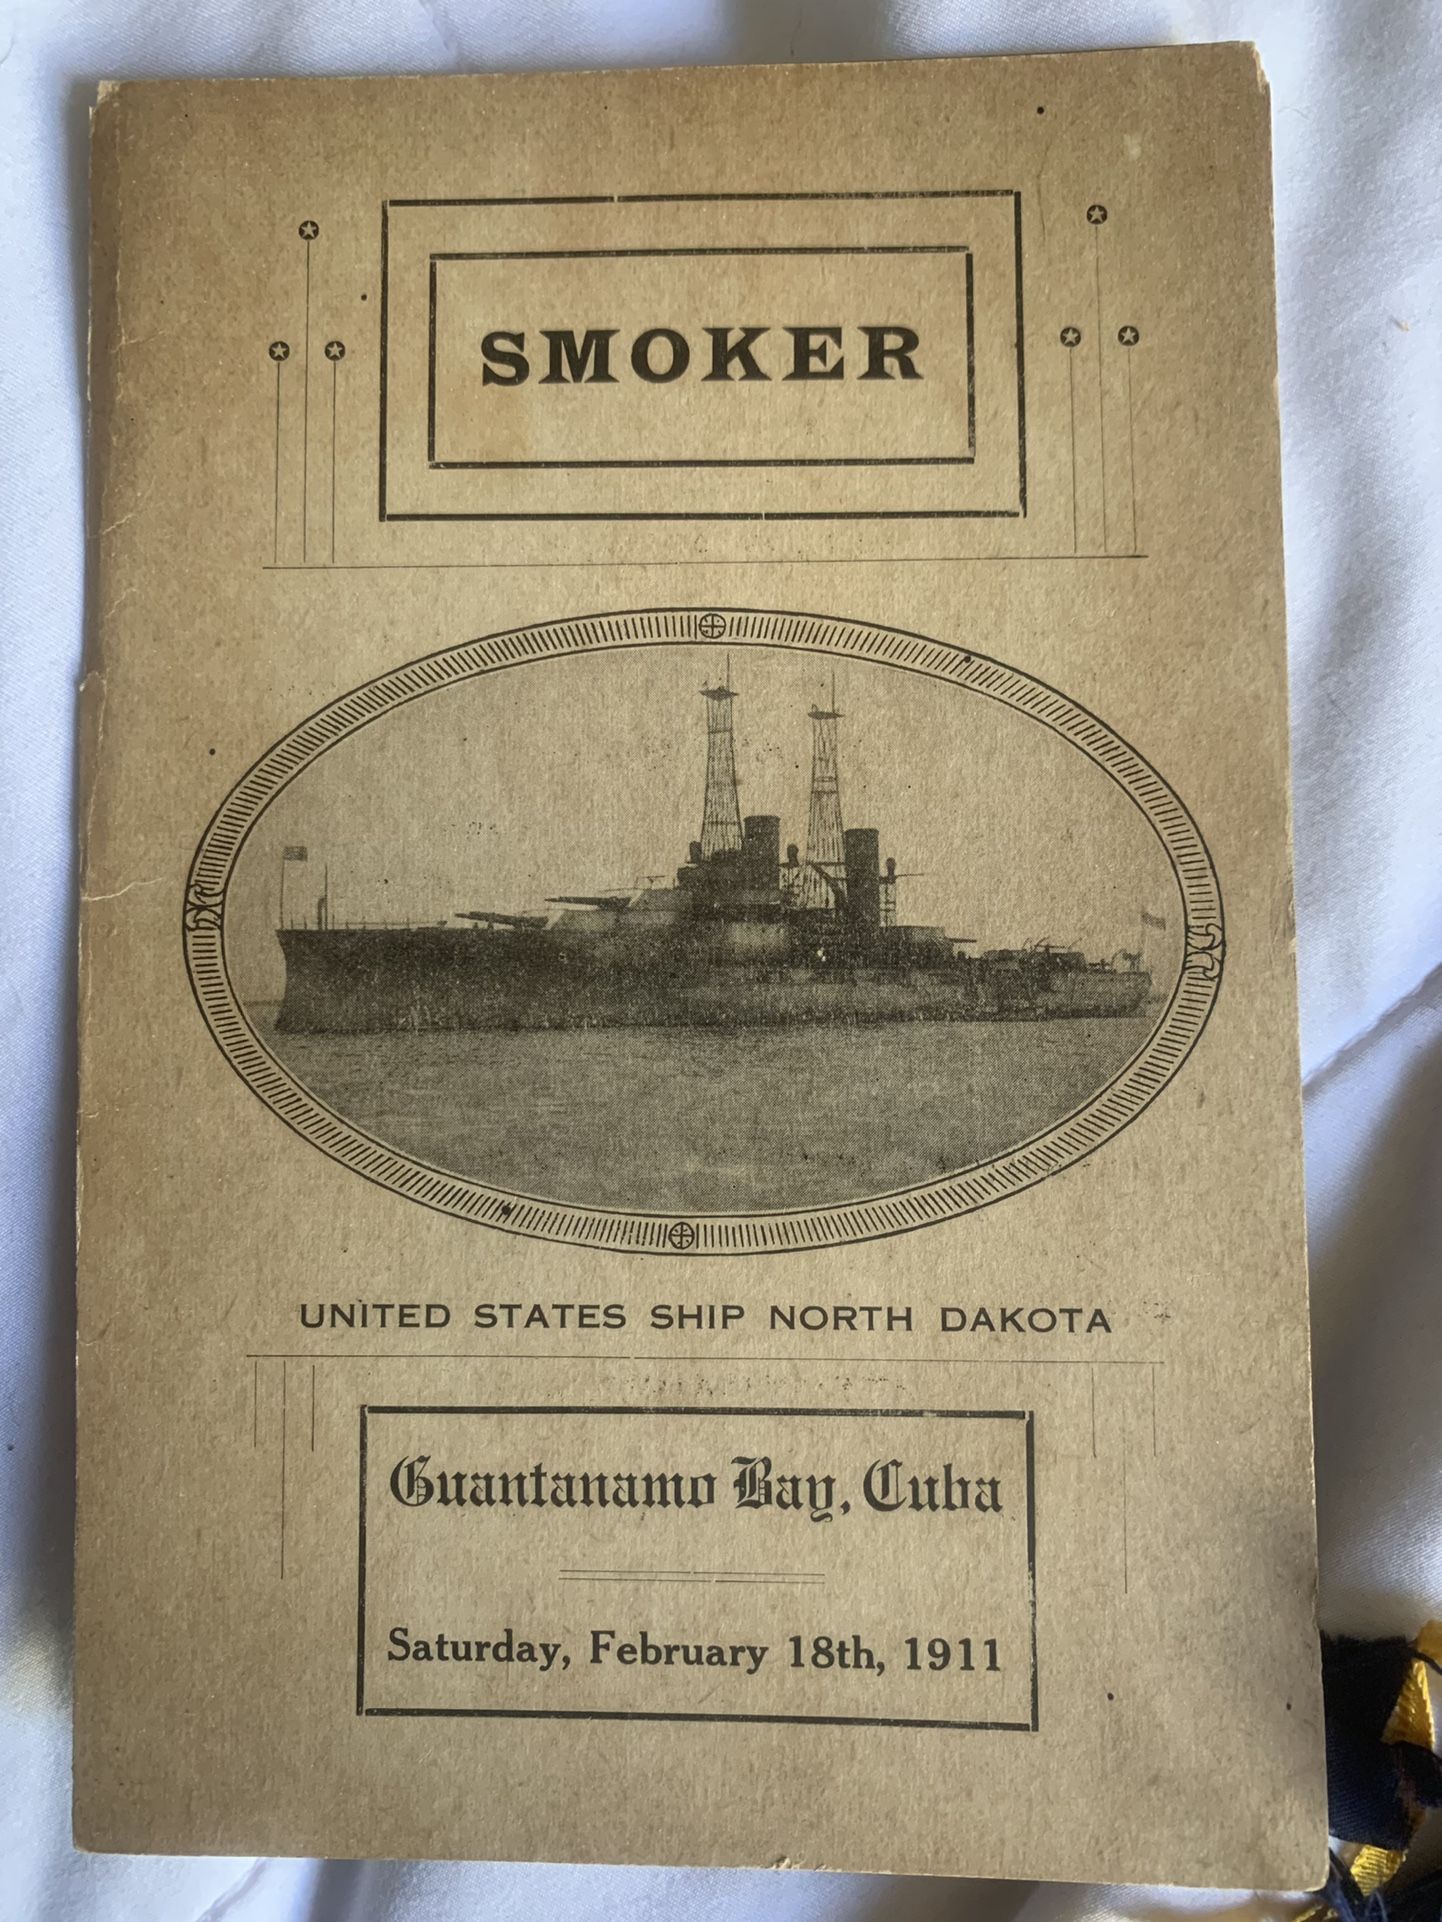 SMOKER
UNITED STATES SHIP NORTH DAKOTA
Guantanamo Bay, Cuba
Saturday, February 18th, 1911